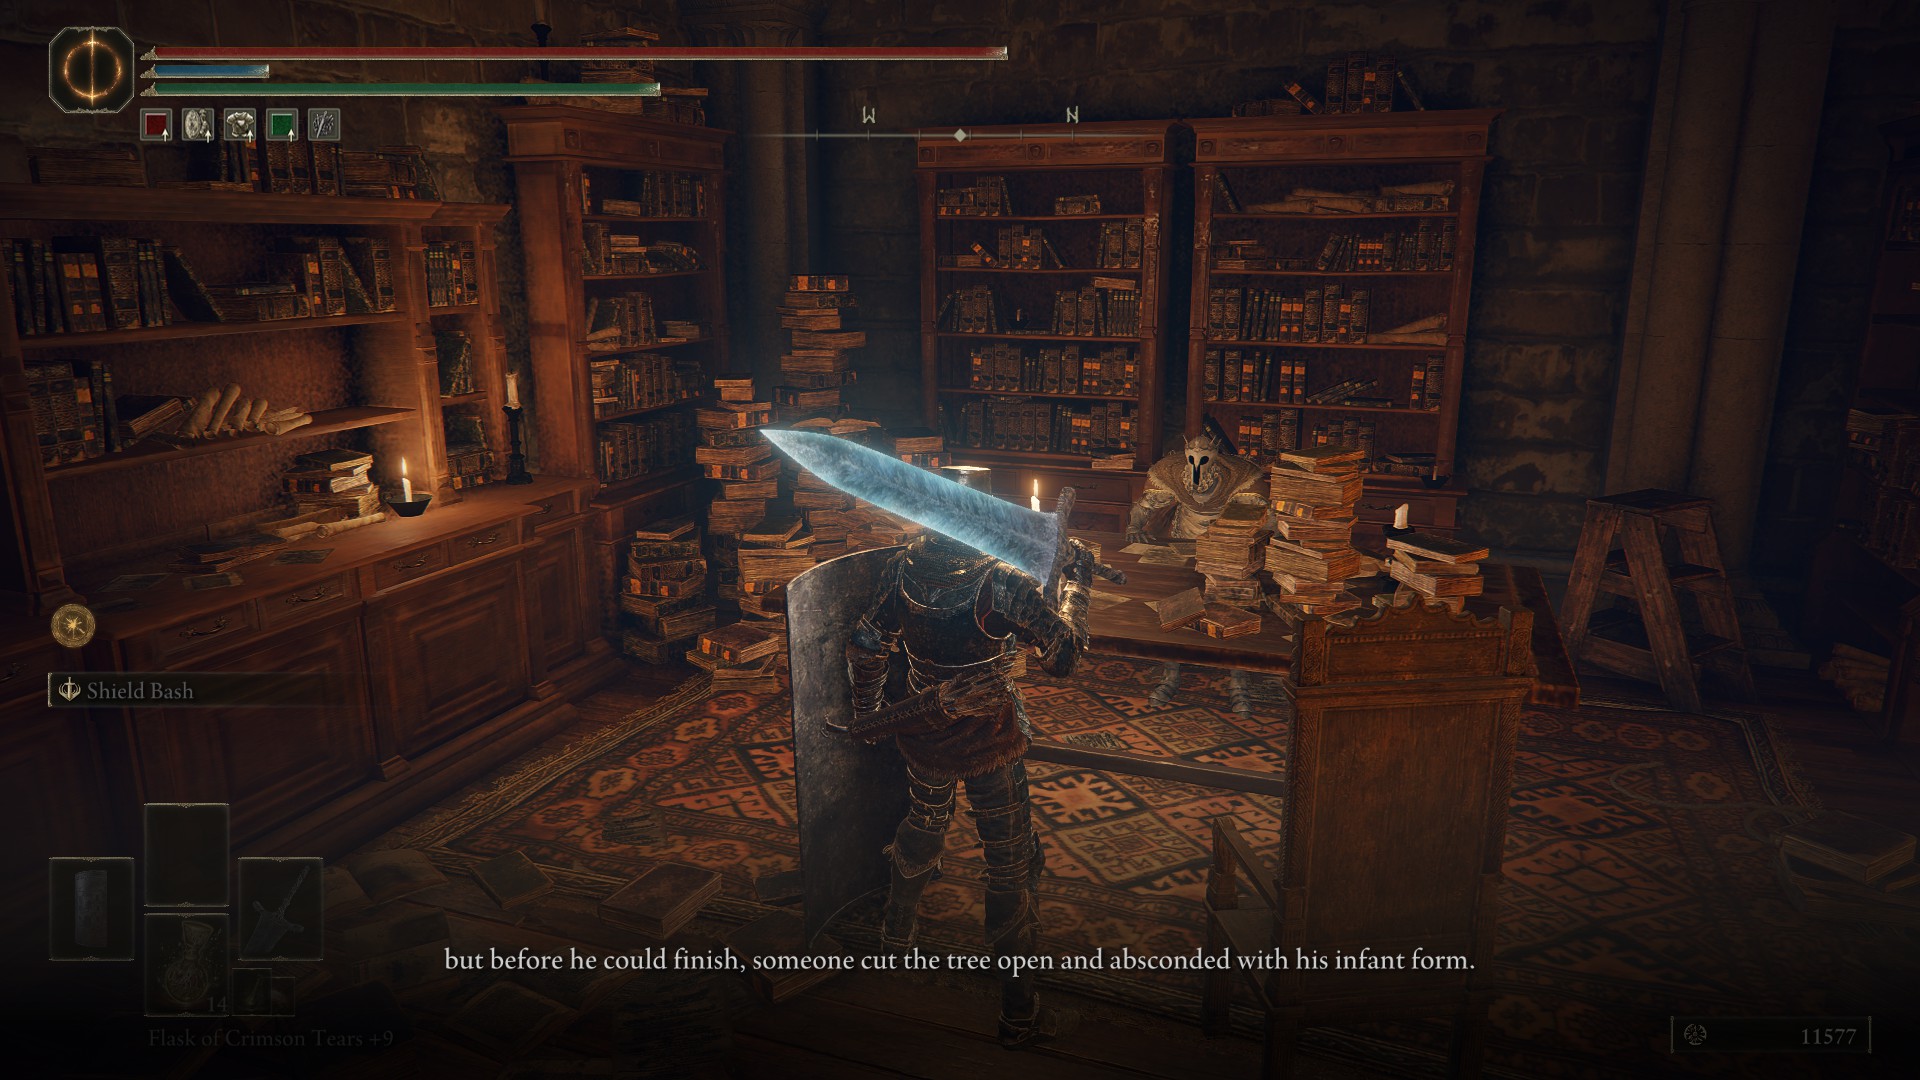 W N
Shield Bash
but before he could finish, someone cut the tree open and absconded with his infant form.
14
Flask of Crimson Tears +9
11577